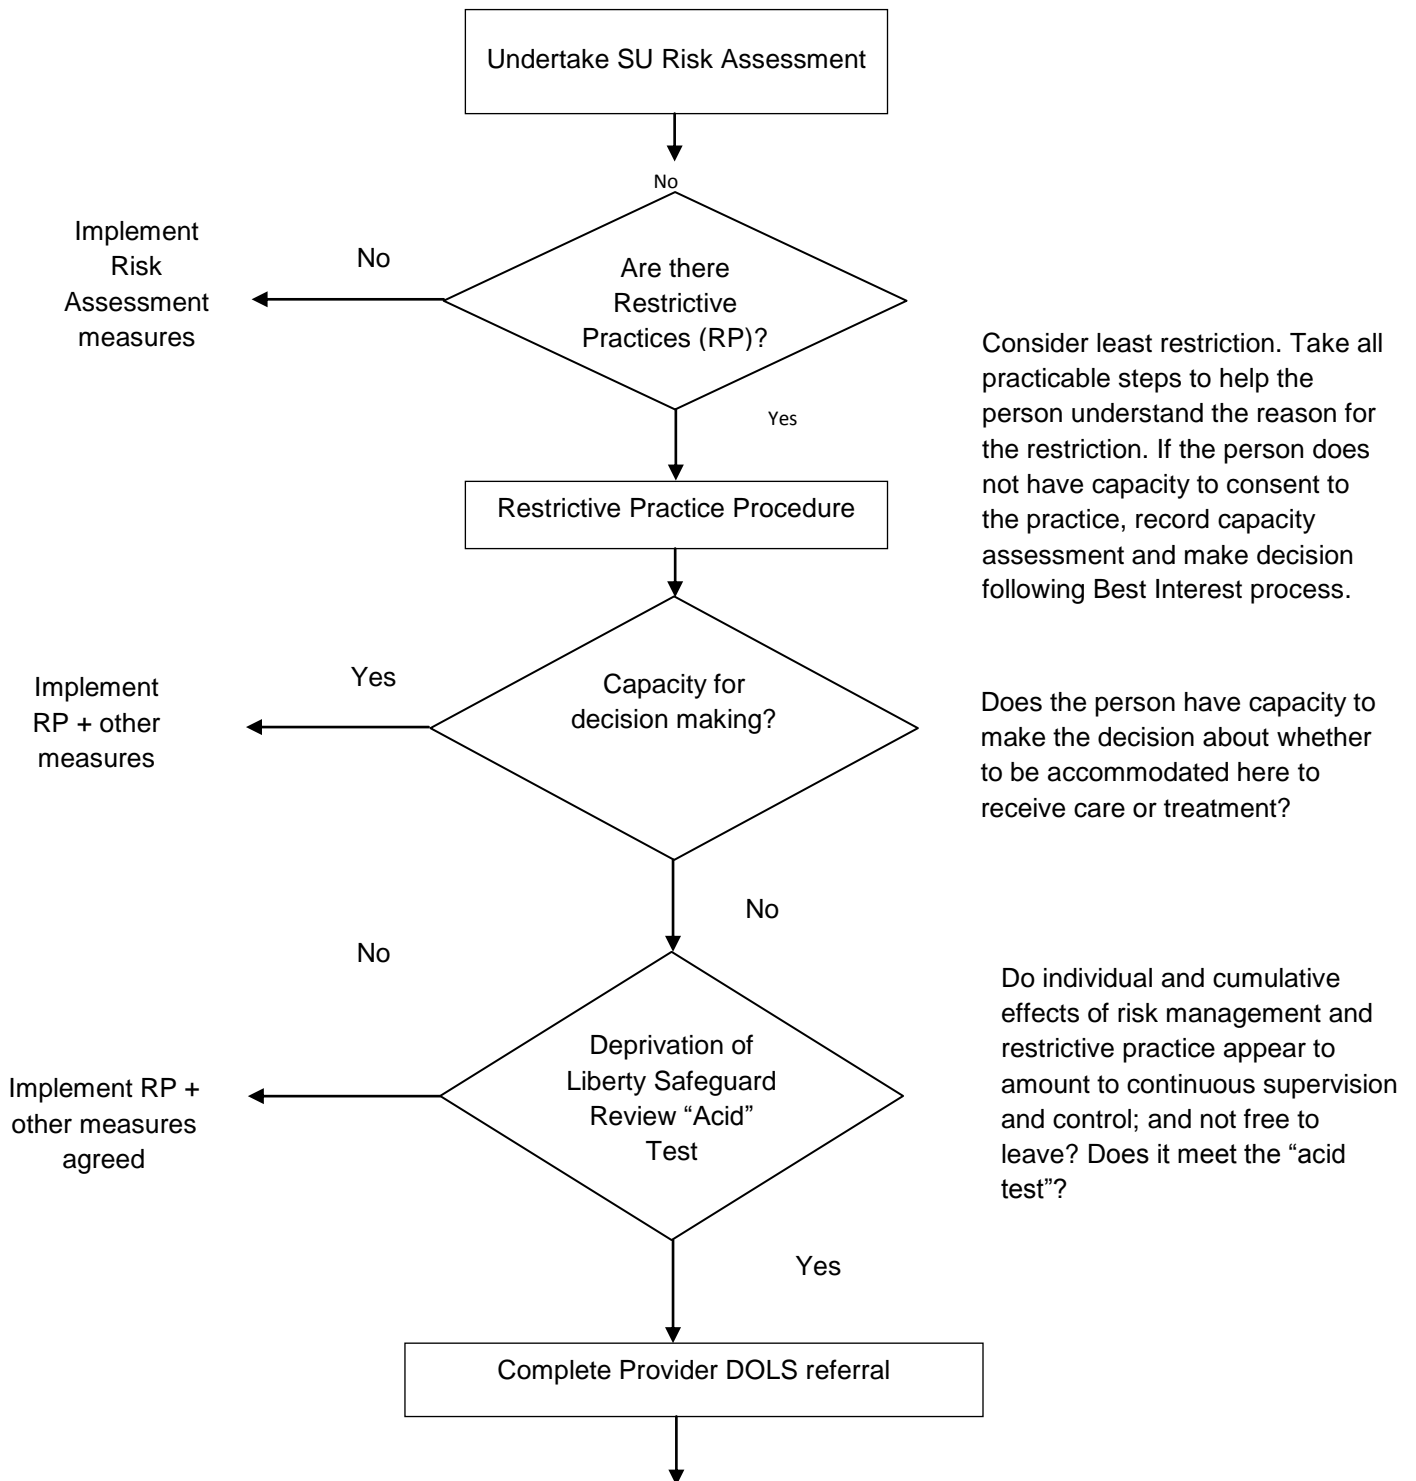 Undertake SU Risk Assessment
No
Implement
Risk
Assessment
measures
No
Are there
Restrictive
Practices (RP)?
Yes
Consider least restriction. Take all
practicable steps to help the
person understand the reason for
the restriction. If the person does
not have capacity to consent to
the practice, record capacity
assessment and make decision
following Best Interest process.
Restrictive Practice Procedure
Implement
RP + other
measures
Yes
Capacity for
decision making?
Does the person have capacity to
make the decision about whether
to be accommodated here to
receive care or treatment?
No
No
Implement RP +
other measures
agreed
Deprivation of
Liberty Safeguard
Review “Acid”
Test
Do individual and cumulative
effects of risk management and
restrictive practice appear to
amount to continuous supervision
and control; and not free to
leave? Does it meet the “acid
test”?
Yes
Complete Provider DOLS referral